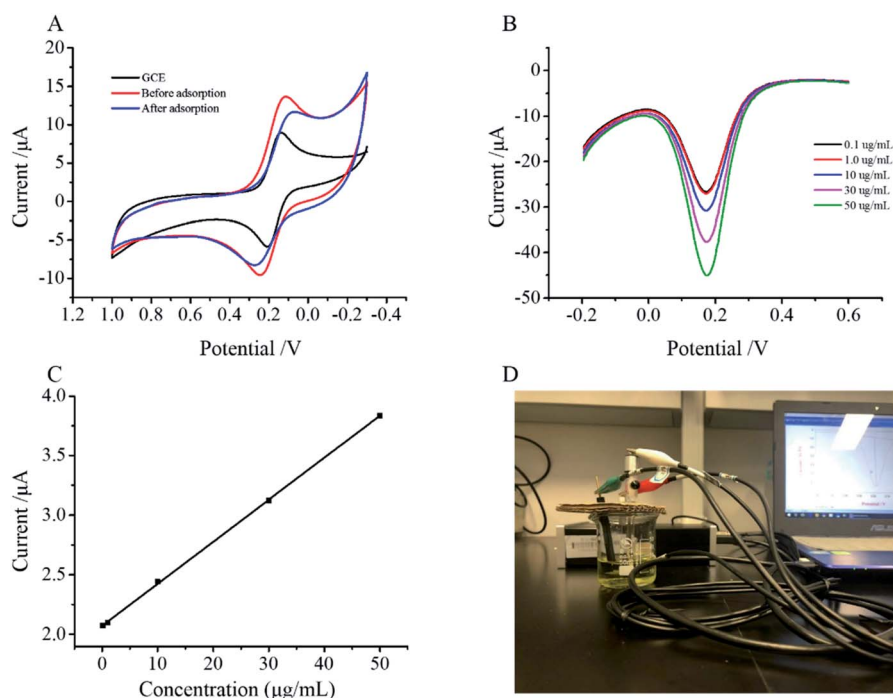 A
GCE
Before adsorption
After adsorption
Current /μA
15
10
5
0
-5
-10
1.2 1.0 0.8 0.6 0.4 0.2 0.0 -0.2 -0.4
Potential /V
B
0
-10
-20
-30
-40
-50
Current /μA
0.1 ug/mL
1.0 ug/mL
10 ug/mL
30 ug/mL
50 ug/mL
-0.2 0.0 0.2 0.4 0.6
Potential /V
C
4.0
3.5
3.0
2.5
2.0
Current /μA
0 10 20 30 40 50
Concentration (μg/mL)
D
ASUS